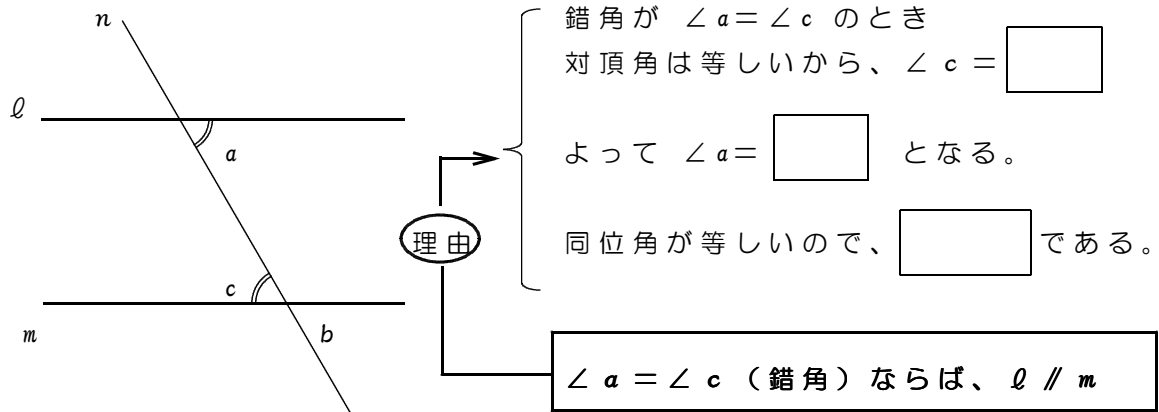 n
ℓ
a
c
m
b
理由
錯角が ∠a=∠c のとき
対頂角は等しいから、∠c=
よって ∠a= となる。
同位角が等しいので、 である。
∠a=∠c(錯角)ならば、ℓ∥m